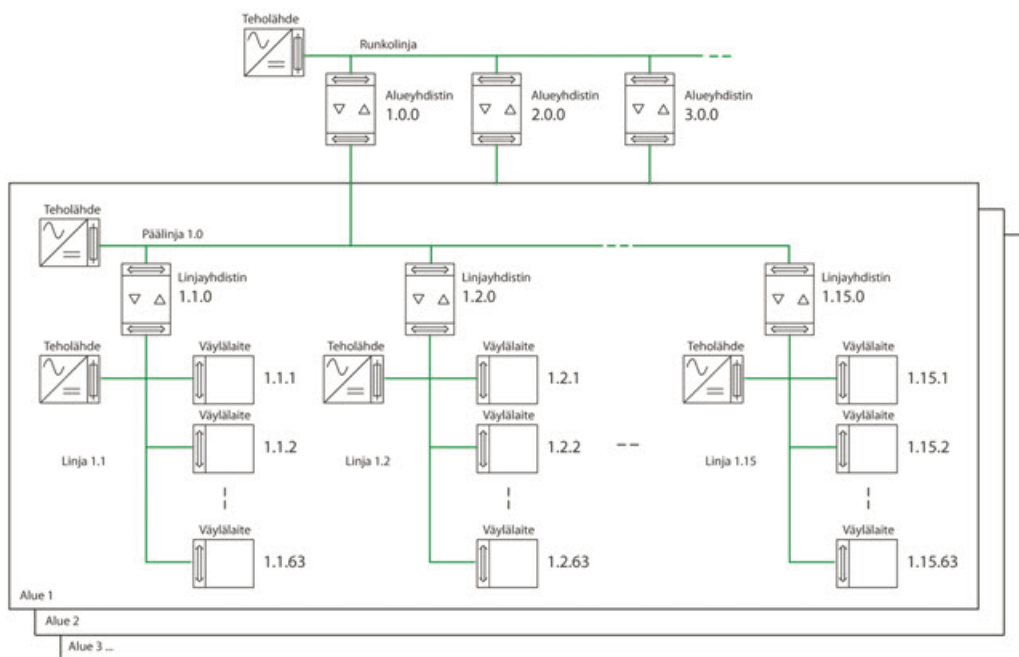 Teholähde
Runkolinja
Alueyhdistin
1.0.0
Alueyhdistin
2.0.0
Alueyhdistin
3.0.0
Teholähde
Päälinja 1.0
Linjayhdistin
1.1.0
Linjayhdistin
1.2.0
Linjayhdistin
1.15.0
Teholähde
Väylälaite
1.1.1
Teholähde
Väylälaite
1.2.1
Teholähde
Väylälaite
1.15.1
Linja 1.1
Väylälaite
1.1.2
Linja 1.2
Väylälaite
1.2.2
Linja 1.15
Väylälaite
1.15.2
Väylälaite
1.1.63
Väylälaite
1.2.63
Väylälaite
1.15.63
Alue 1
Alue 2
Alue 3 ...